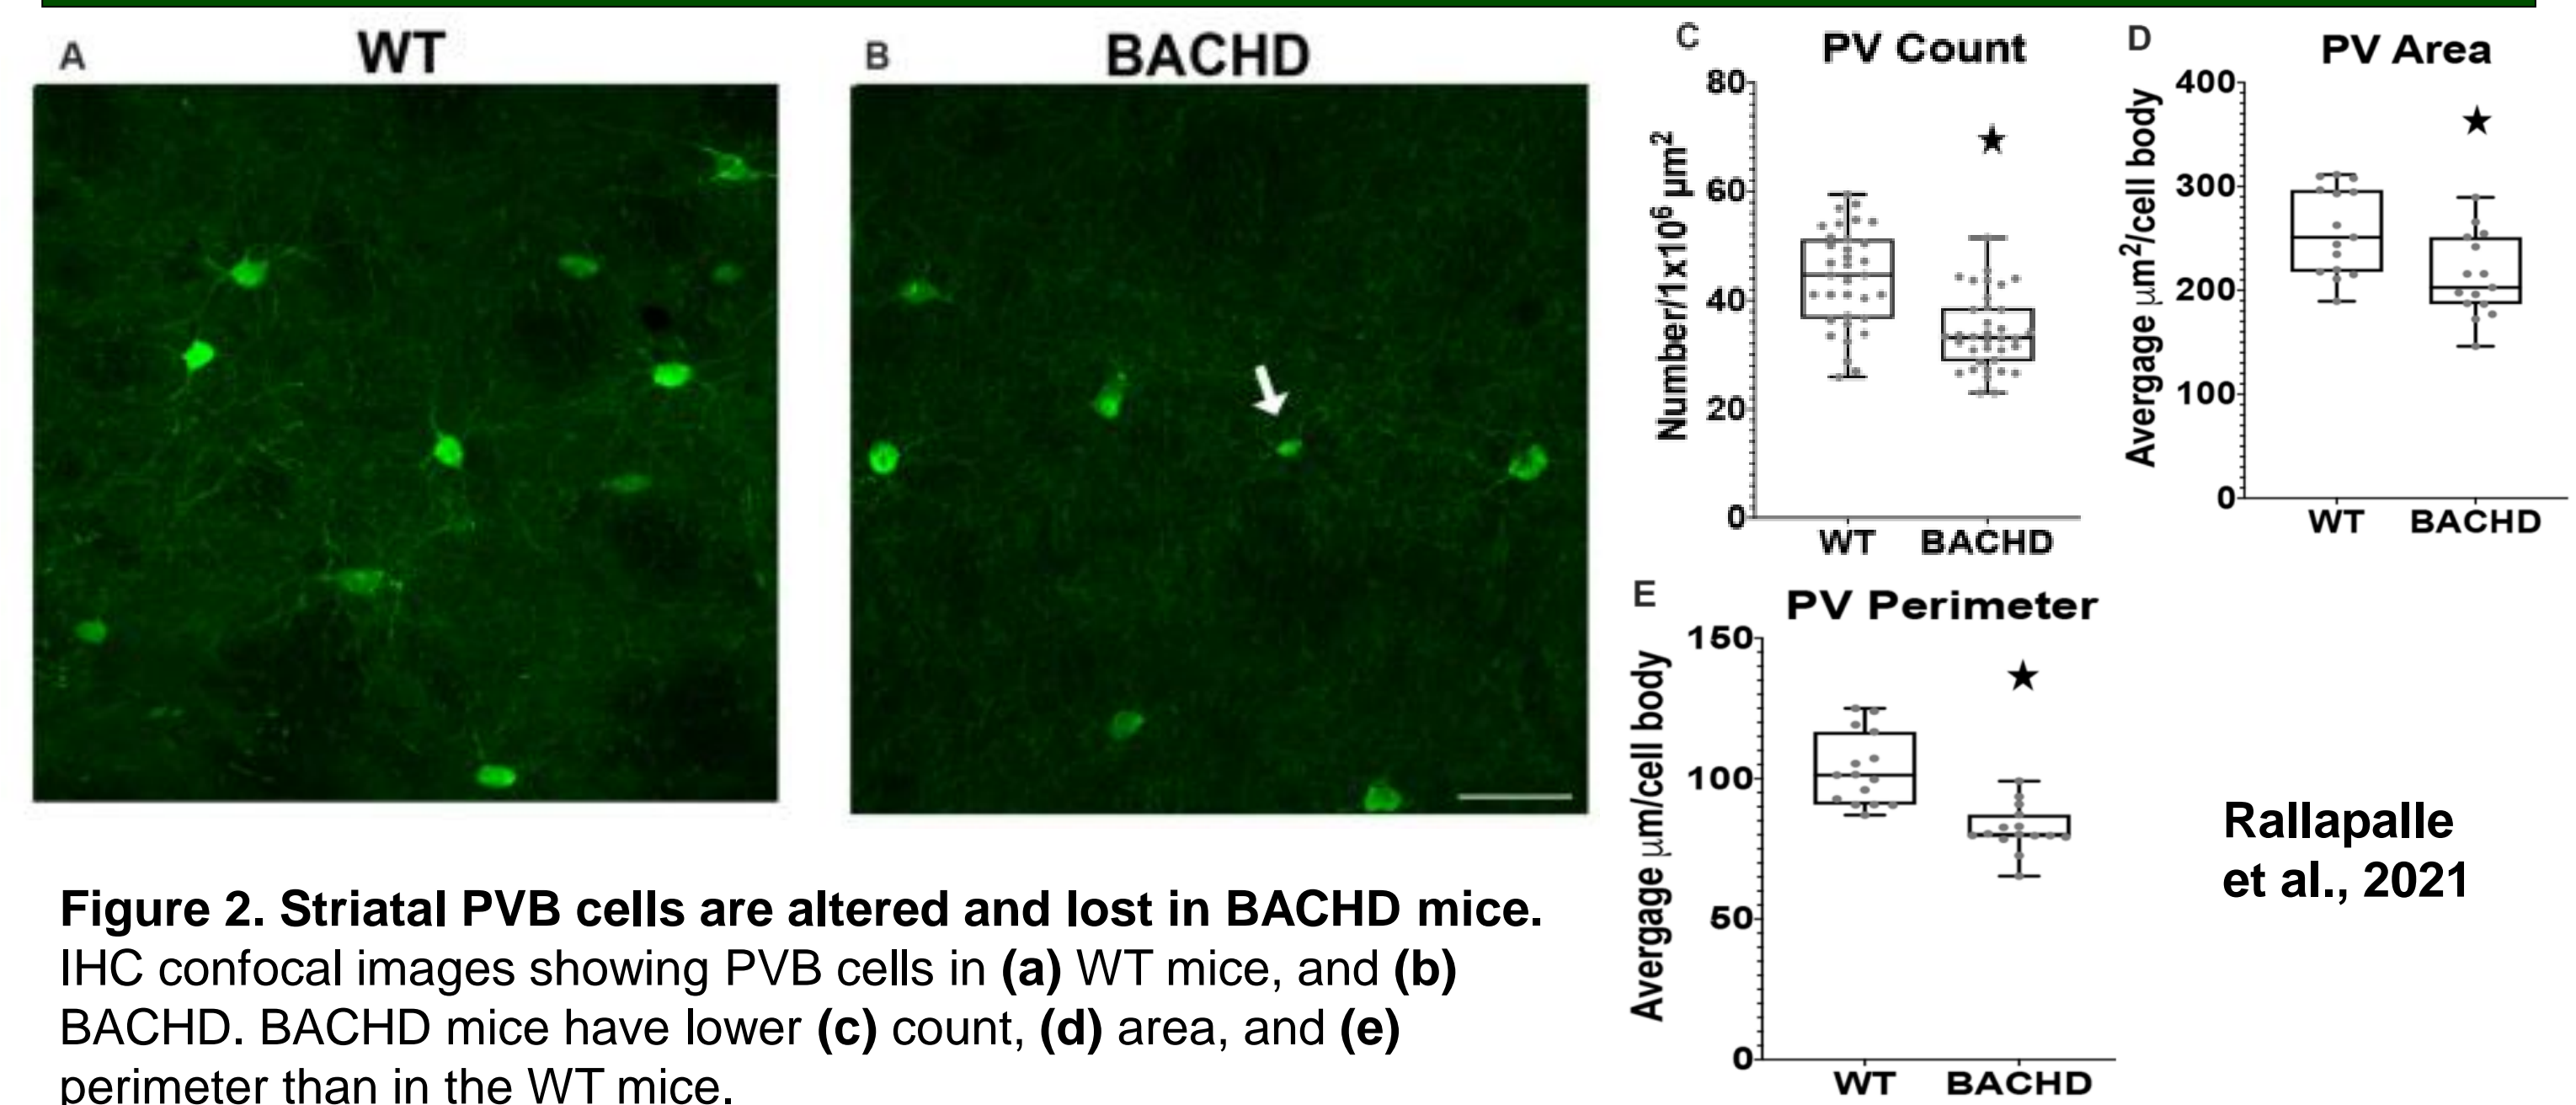 A WT
B BACHD
C PV Count
Number/1x10⁶ µm²
80
60
40
20
0
WT BACHD
D PV Area
Avergage µm²/cell body
400
300
200
100
0
WT BACHD
E PV Perimeter
Avergage µm/cell body
150
100
50
0
WT BACHD
Rallapalle
et al., 2021
Figure 2. Striatal PVB cells are altered and lost in BACHD mice.
IHC confocal images showing PVB cells in (a) WT mice, and (b)
BACHD. BACHD mice have lower (c) count, (d) area, and (e)
perimeter than in the WT mice.